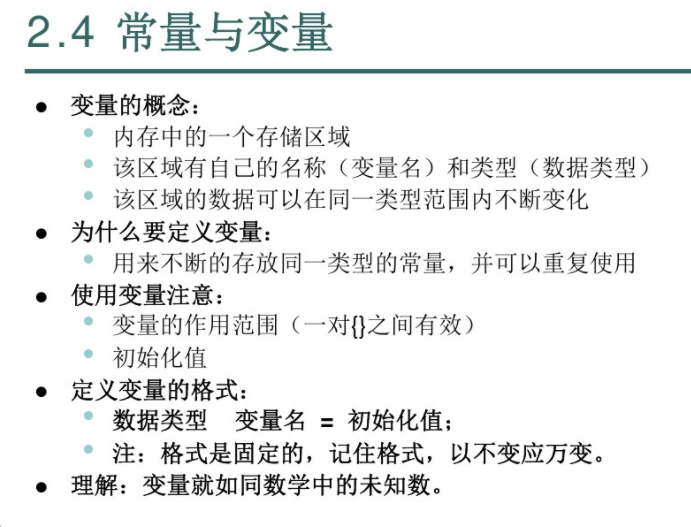 2.4 常量与变量
变量的概念：
内存中的一个存储区域
该区域有自己的名称（变量名）和类型（数据类型）
该区域的数据可以在同一类型范围内不断变化
为什么要定义变量：
用来不断的存放同一类型的常量，并可以重复使用
使用变量注意：
变量的作用范围（一对{}之间有效）
初始化值
定义变量的格式：
数据类型 变量名 = 初始化值；
注：格式是固定的，记住格式，以不变应万变。
理解：变量就如同数学中的未知数。